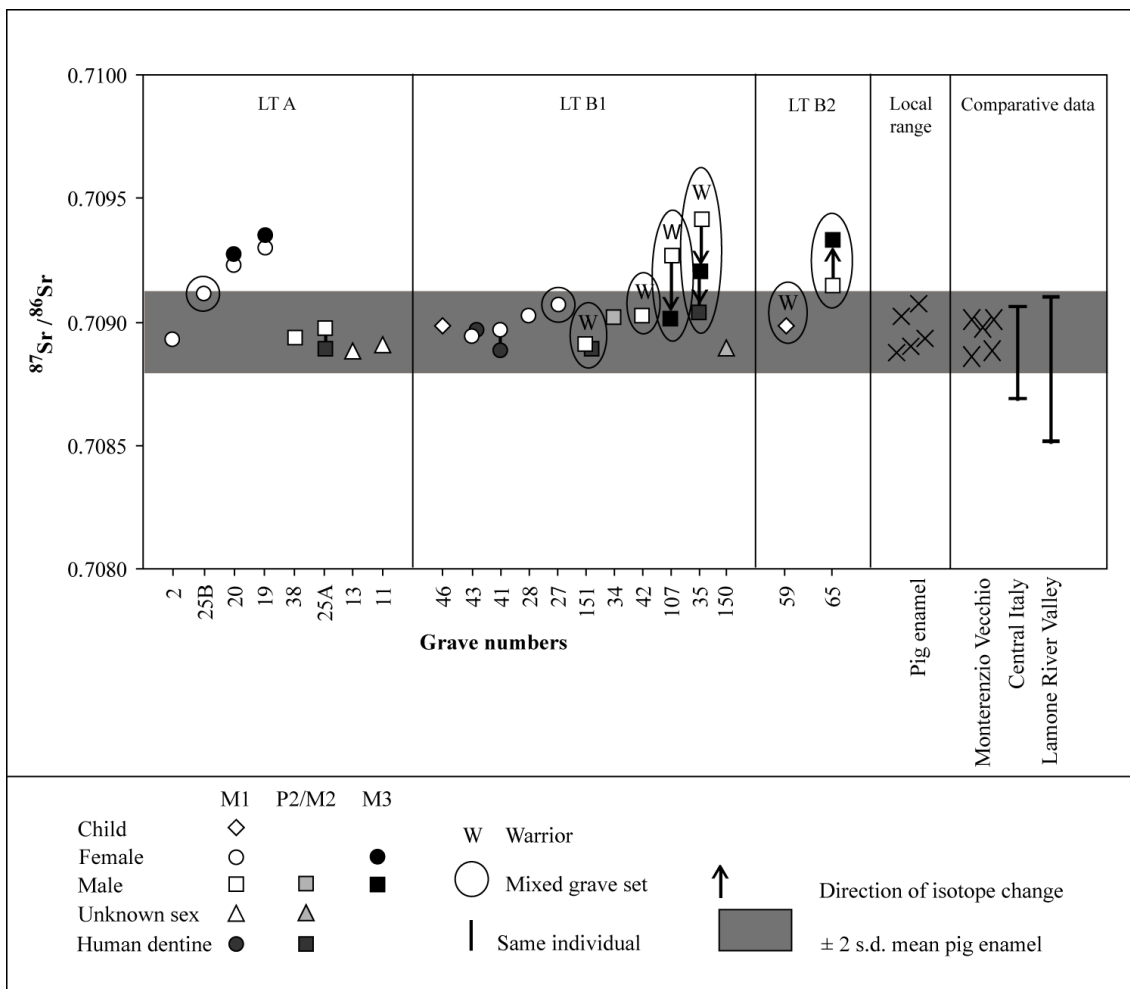 0.7100
0.7095
0.7090
0.7085
0.7080
87Sr /86Sr
LT A
LT B1
LT B2
Local
range
Comparative data
W
W
W
W
W
2
25B
20
19
38
25A
13
11
46
43
41
28
27
151
34
42
107
35
150
59
65
Grave numbers
Pig enamel
Monterenzio Vecchio
Central Italy
Lamone River Valley
M1 P2/M2 M3
Child
Female
Male
Unknown sex
Human dentine
W Warrior
Mixed grave set
Same individual
Direction of isotope change
± 2 s.d. mean pig enamel